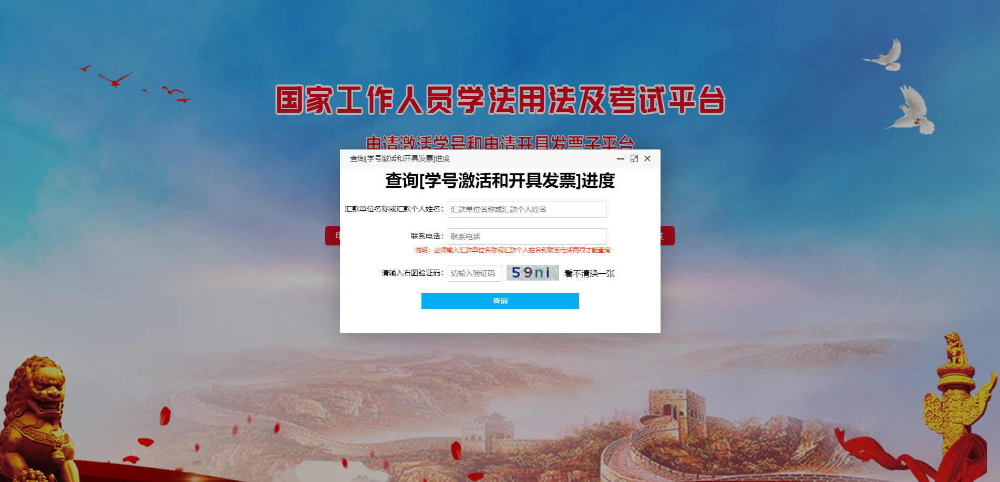 国家工作人员学法用法及考试平台
申请激活学号和申请开具发票子平台
查询[学号激活和开具发票]进度
查询[学号激活和开具发票]进度
汇款单位名称或汇款个人姓名： 汇款单位名称或汇款个人姓名
联系电话： 联系电话
说明：必须输入汇款单位名称或汇款个人姓名和联系电话两项才能查询
请输入右图验证码： 请输入验证码 59ni 看不清换一张
查询